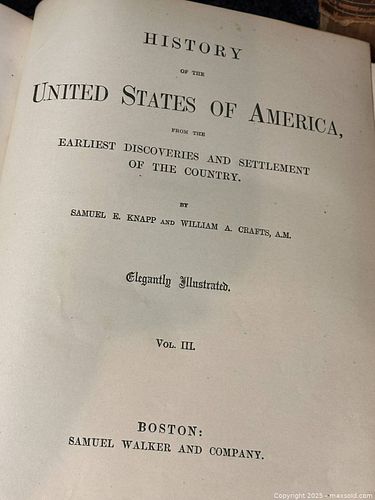 HISTORY
OF THE
UNITED STATES OF AMERICA,
FROM THE
EARLIEST DISCOVERIES AND SETTLEMENT
OF THE COUNTRY.
BY
SAMUEL E. KNAPP AND WILLIAM A. CRAFTS, A.M.
Elegantly Illustrated.
VOL. III.
BOSTON:
SAMUEL WALKER AND COMPANY.
Copyright © 2025 - maxsold.com